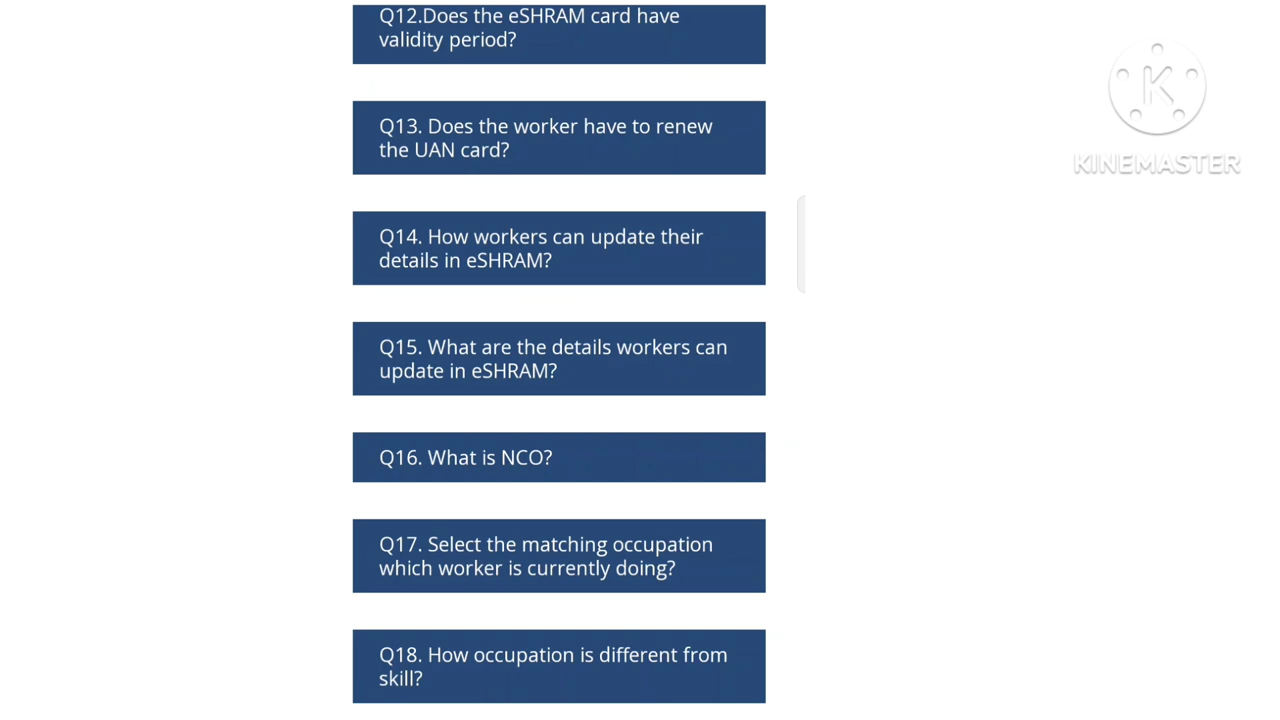 Q12.Does the eSHRAM card have
validity period?
Q13. Does the worker have to renew
the UAN card?
Q14. How workers can update their
details in eSHRAM?
Q15. What are the details workers can
update in eSHRAM?
Q16. What is NCO?
Q17. Select the matching occupation
which worker is currently doing?
Q18. How occupation is different from
skill?
K
KINEMASTER